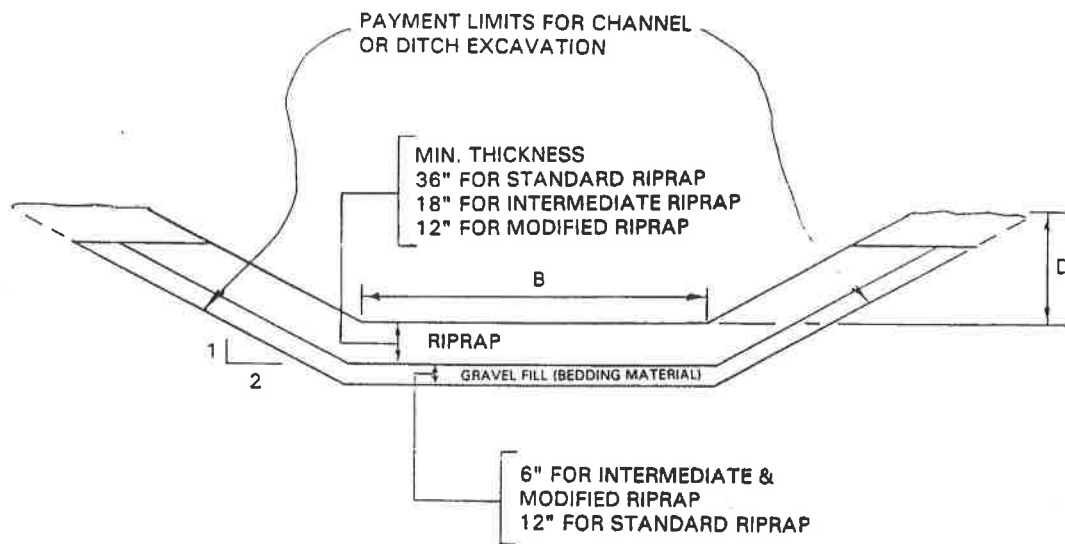 PAYMENT LIMITS FOR CHANNEL
OR DITCH EXCAVATION
MIN. THICKNESS
36" FOR STANDARD RIPRAP
18" FOR INTERMEDIATE RIPRAP
12" FOR MODIFIED RIPRAP
B
D
RIPRAP
1
2
GRAVEL FILL (BEDDING MATERIAL)
6" FOR INTERMEDIATE &
MODIFIED RIPRAP
12" FOR STANDARD RIPRAP